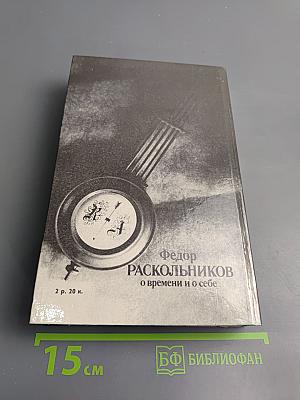 Федор
РАСКОЛЬНИКОВ
о времени и о себе
2 р. 20 к.
15 см
БФ БИБЛИОФАН